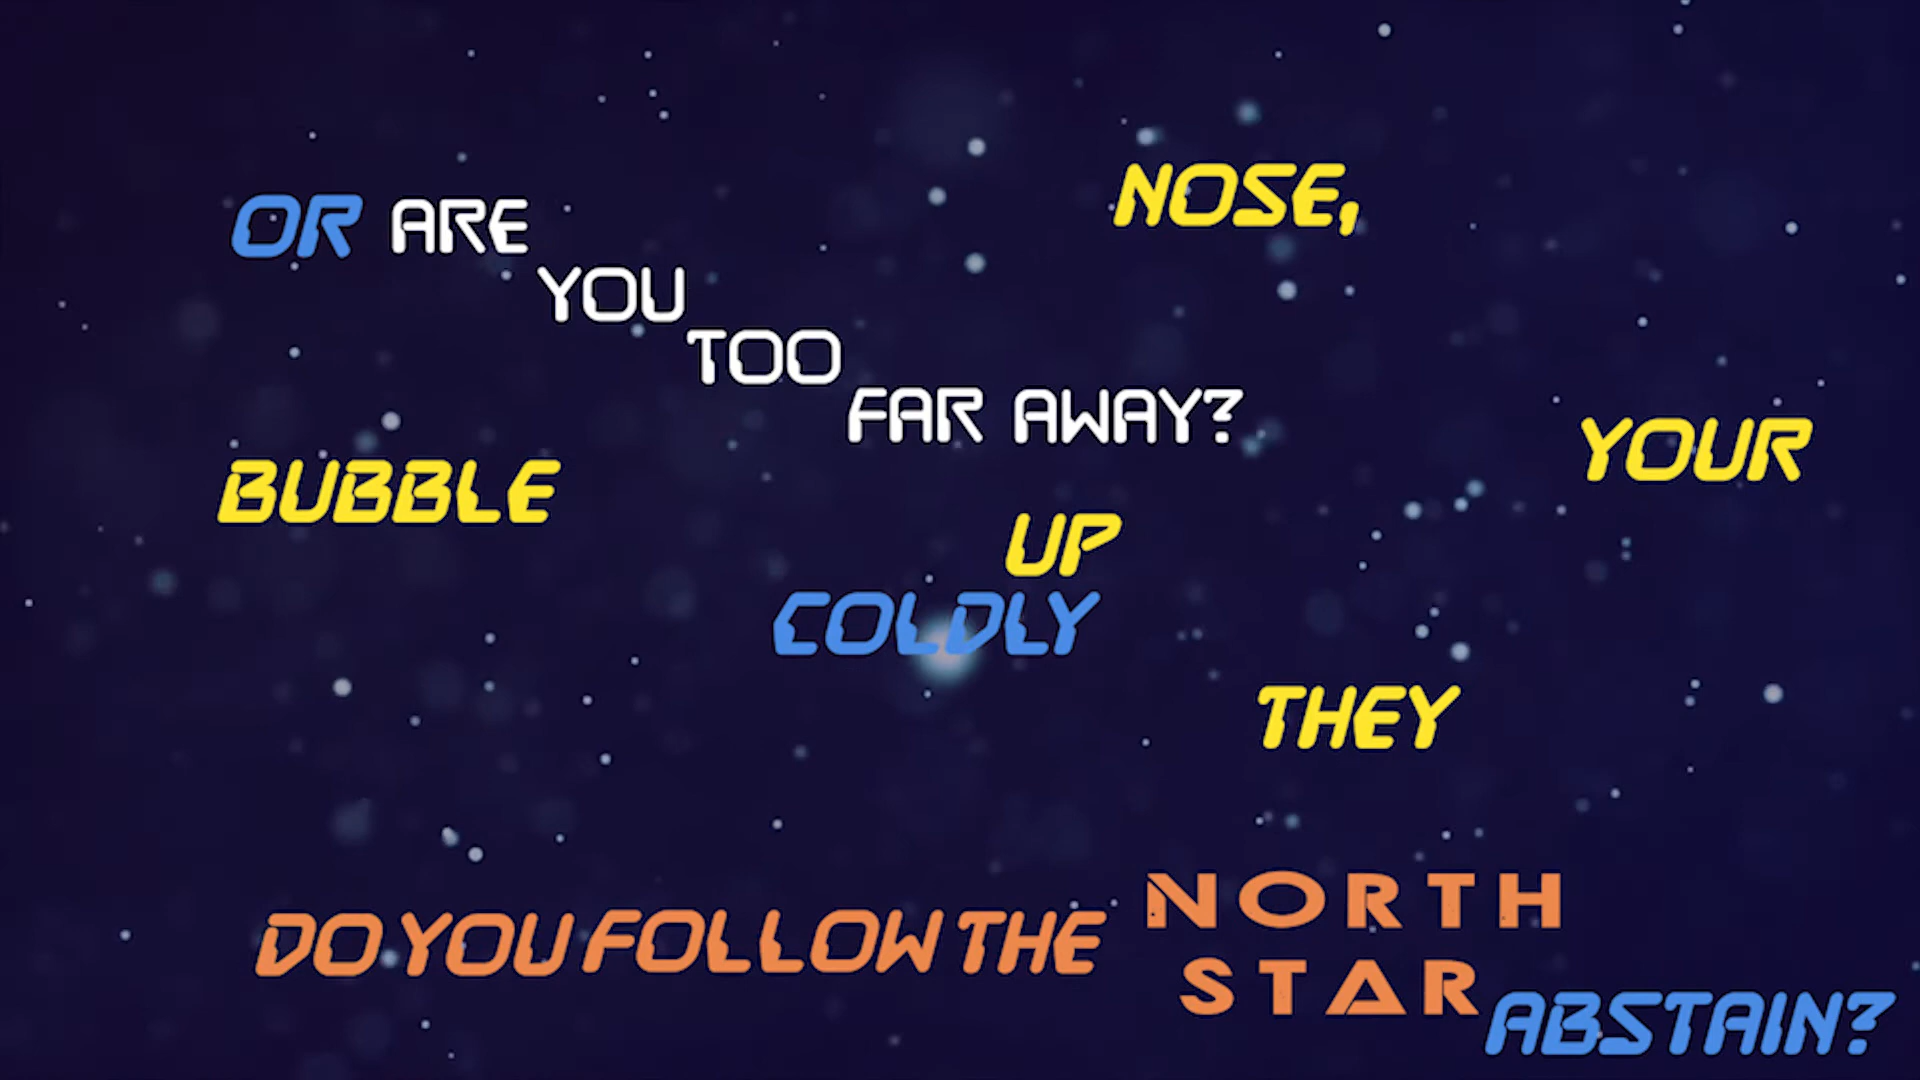 NOSE,
OR ARE
YOU
TOO
FAR AWAY?
YOUR
BUBBLE
UP
COLDLY
THEY
DO YOU FOLLOW THE
NORTH
STAR
ABSTAIN?